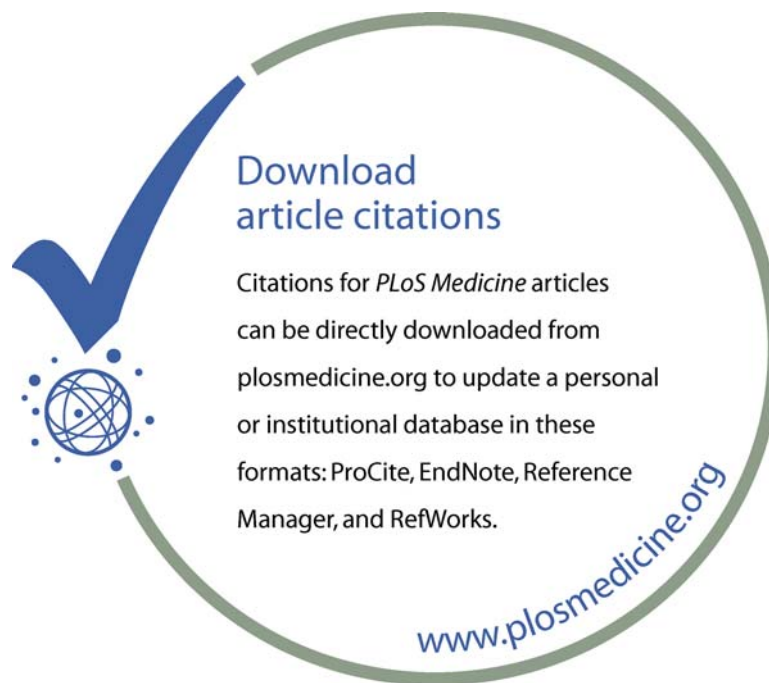 Download
article citations
Citations for PLoS Medicine articles
can be directly downloaded from
plosmedicine.org to update a personal
or institutional database in these
formats: ProCite, EndNote, Reference
Manager, and RefWorks.
www.plosmedicine.org